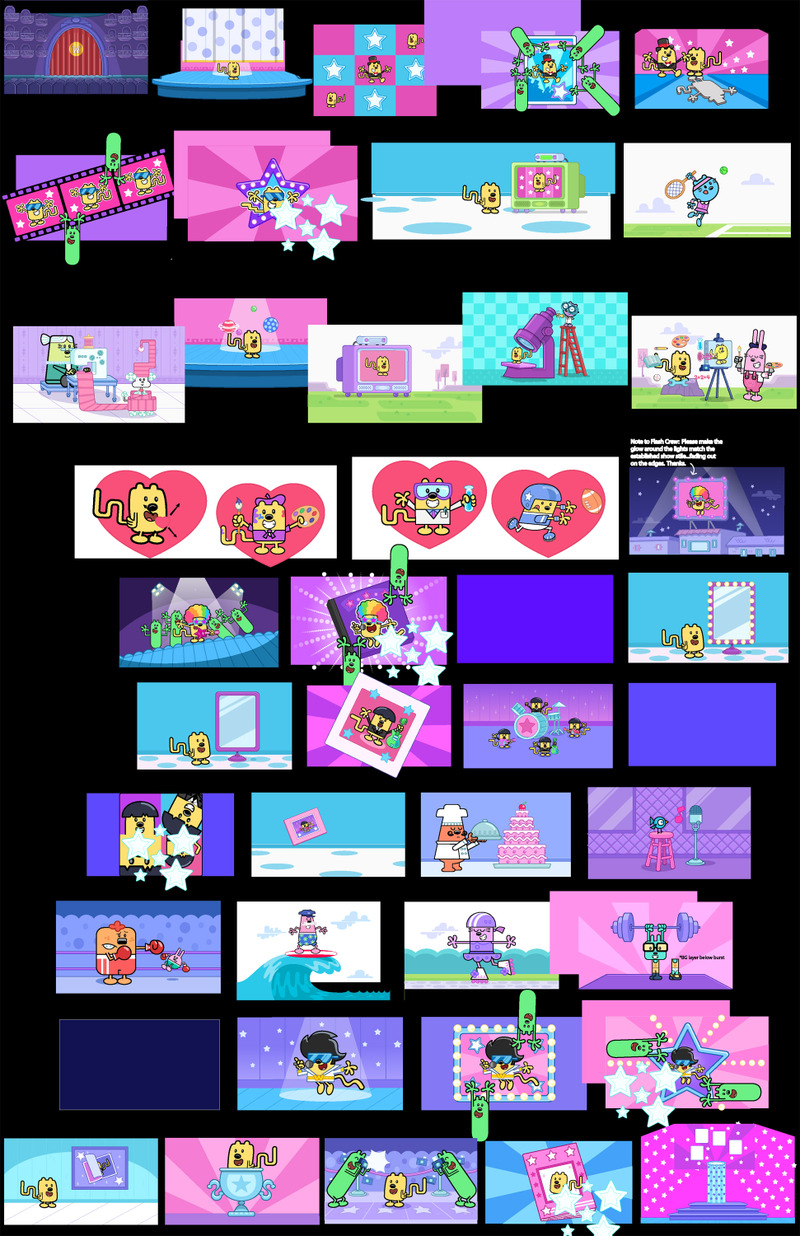 Note to Flash Crew: Please make the
glow around the lights match the
established show stlle...fading out
on the edges. Thanks.
*BG layer below burst